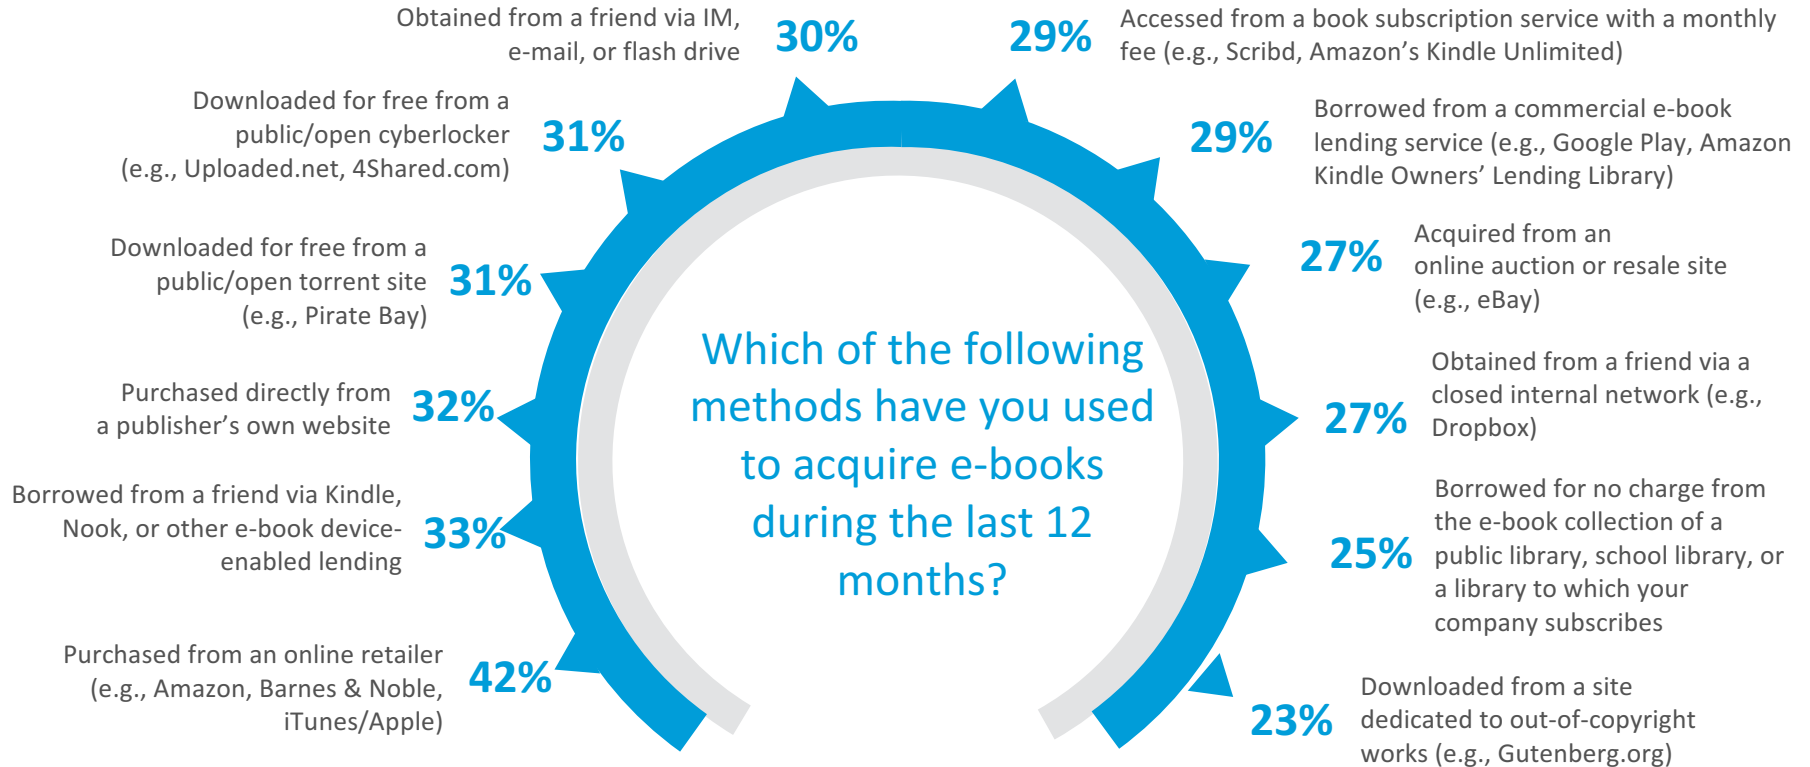 Obtained from a friend via IM,
e-mail, or flash drive
30%
29%
Accessed from a book subscription service with a monthly
fee (e.g., Scribd, Amazon’s Kindle Unlimited)
Downloaded for free from a
public/open cyberlocker
(e.g., Uploaded.net, 4Shared.com)
31%
29%
Borrowed from a commercial e-book
lending service (e.g., Google Play, Amazon
Kindle Owners’ Lending Library)
Downloaded for free from a
public/open torrent site
(e.g., Pirate Bay)
31%
27%
Acquired from an
online auction or resale site
(e.g., eBay)
Purchased directly from
a publisher’s own website
32%
27%
Obtained from a friend via a
closed internal network (e.g.,
Dropbox)
Which of the following
methods have you used
to acquire e-books
during the last 12
months?
Borrowed from a friend via Kindle,
Nook, or other e-book device-
enabled lending
33%
25%
Borrowed for no charge from
the e-book collection of a
public library, school library, or
a library to which your
company subscribes
Purchased from an online retailer
(e.g., Amazon, Barnes & Noble,
iTunes/Apple)
42%
23%
Downloaded from a site
dedicated to out-of-copyright
works (e.g., Gutenberg.org)